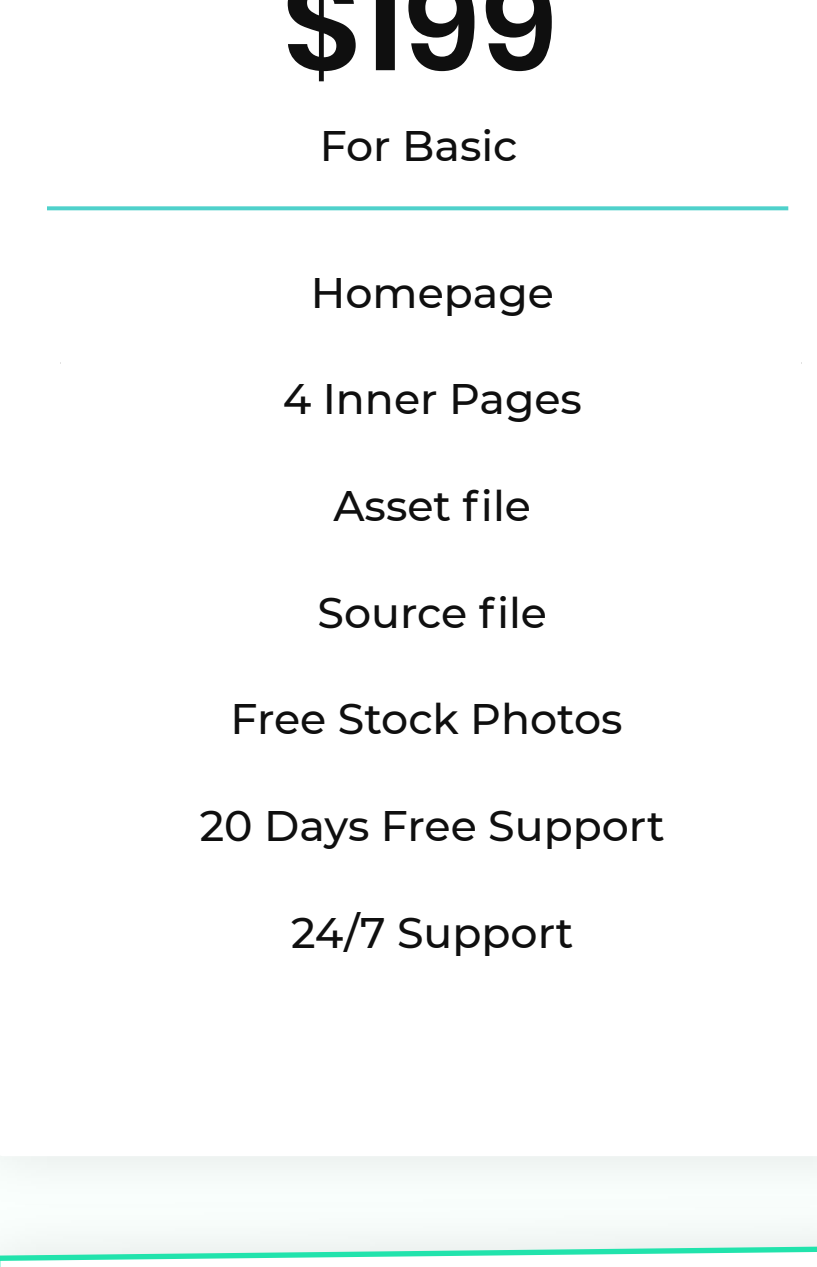 $199
For Basic
Homepage
4 Inner Pages
Asset file
Source file
Free Stock Photos
20 Days Free Support
24/7 Support